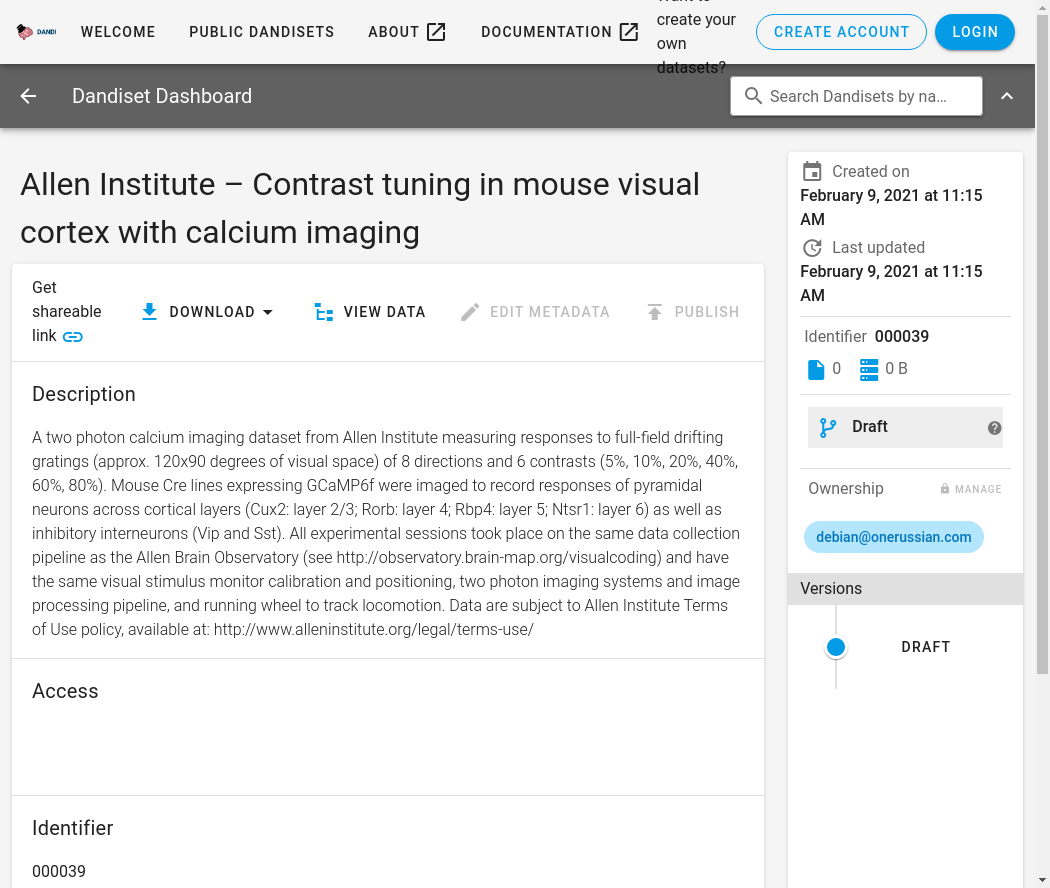 DANDI
WELCOME
PUBLIC DANDISETS
ABOUT
DOCUMENTATION
Want to
create your
own
datasets?
CREATE ACCOUNT
LOGIN
Dandiset Dashboard
Search Dandisets by na…
Allen Institute – Contrast tuning in mouse visual
cortex with calcium imaging
Get
shareable
link
DOWNLOAD
VIEW DATA
EDIT METADATA
PUBLISH
Description
A two photon calcium imaging dataset from Allen Institute measuring responses to full-field drifting
gratings (approx. 120x90 degrees of visual space) of 8 directions and 6 contrasts (5%, 10%, 20%, 40%,
60%, 80%). Mouse Cre lines expressing GCaMP6f were imaged to record responses of pyramidal
neurons across cortical layers (Cux2: layer 2/3; Rorb: layer 4; Rbp4: layer 5; Ntsr1: layer 6) as well as
inhibitory interneurons (Vip and Sst). All experimental sessions took place on the same data collection
pipeline as the Allen Brain Observatory (see http://observatory.brain-map.org/visualcoding) and have
the same visual stimulus monitor calibration and positioning, two photon imaging systems and image
processing pipeline, and running wheel to track locomotion. Data are subject to Allen Institute Terms
of Use policy, available at: http://www.alleninstitute.org/legal/terms-use/
Access
Identifier
000039
Created on
February 9, 2021 at 11:15
AM
Last updated
February 9, 2021 at 11:15
AM
Identifier 000039
0
0 B
Draft
Ownership
MANAGE
debian@onerussian.com
Versions
DRAFT